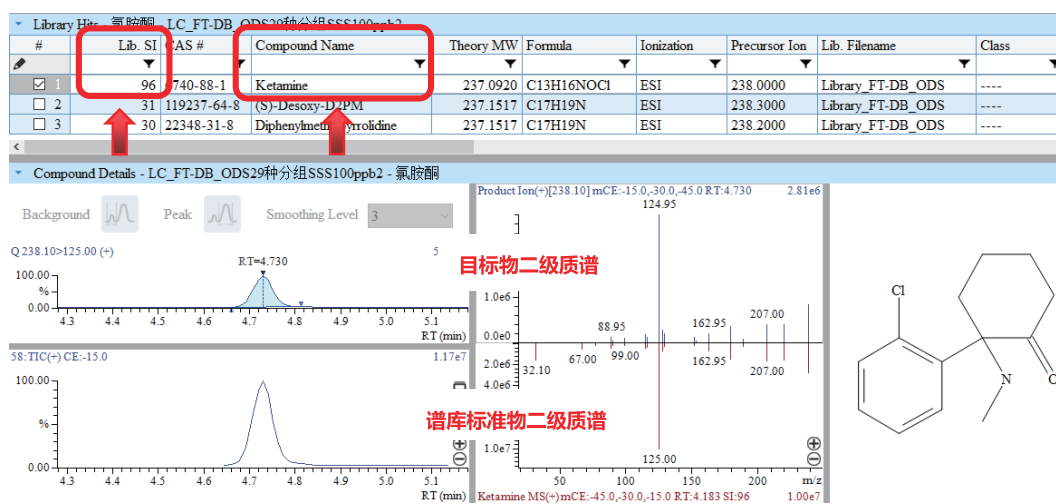 Library Hits - 氯胺酮 - LC_FT-DB_ODS29种分组SSS100ppb2
# Lib. SI CAS # Compound Name Theory MW Formula Ionization Precursor Ion Lib. Filename Class
1 96 6740-88-1 Ketamine 237.0920 C13H16NOCl ESI 238.0000 Library_FT-DB_ODS ----
2 31 119237-64-8 (S)-Desoxy-D2PM 237.1517 C17H19N ESI 238.3000 Library_FT-DB_ODS ----
3 30 22348-31-8 237.1517 C17H19N ESI 238.2000 Library_FT-DB_ODS ----
Compound Details - LC_FT-DB_ODS29种分组SSS100ppb2 - 氯胺酮
Background Peak Smoothing Level 3
Q 238.10>125.00 (+) 5
RT=4.730
100.00
%
0.00
4.3 4.4 4.5 4.6 4.7 4.8 4.9 5.0 5.1
RT (min)
58:TIC(+) CE:-15.0 1.17e7
100.00
%
0.00
4.3 4.4 4.5 4.6 4.7 4.8 4.9 5.0 5.1
RT (min)
Product Ion(+)[238.10] mCE:-15.0,-30.0,-45.0 RT:4.730 2.81e6
124.95
目标物二级质谱
1.0e6
88.95 162.95 207.00
0.0e0
32.10 67.00 99.00 162.95 207.00
2.0e6
4.0e6
谱库标准物二级质谱
1.0e7
125.00
50 100 150 200 m/z
Ketamine MS(+) mCE:-45.0,-30.0,-15.0 RT:4.183 SI:96 1.00e7
Cl
N
O